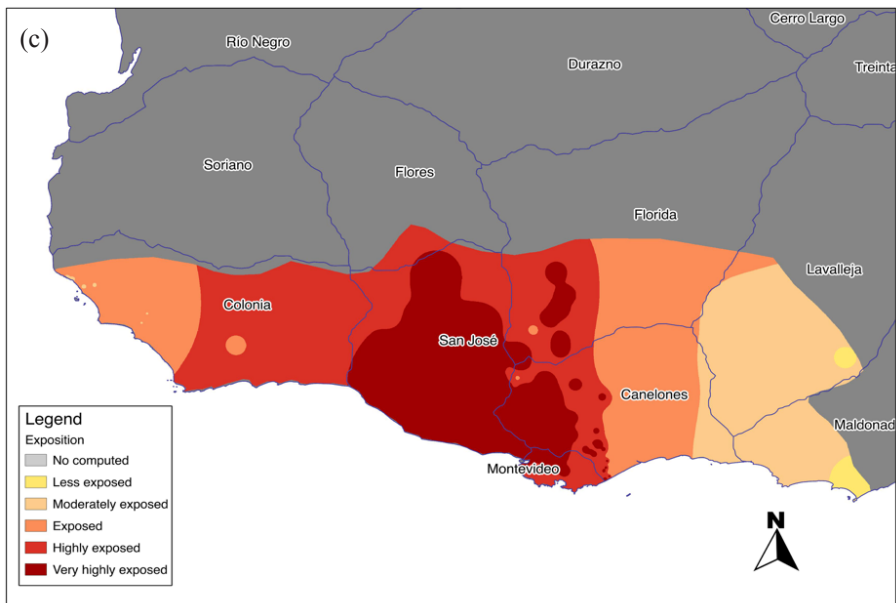 (c)
Cerro Largo
Río Negro
Durazno
Treinta
Soriano
Flores
Florida
Lavalleja
Colonia
San José
Canelones
Maldonad
Montevideo
Legend
Exposition
No computed
Less exposed
Moderately exposed
Exposed
Highly exposed
Very highly exposed
N